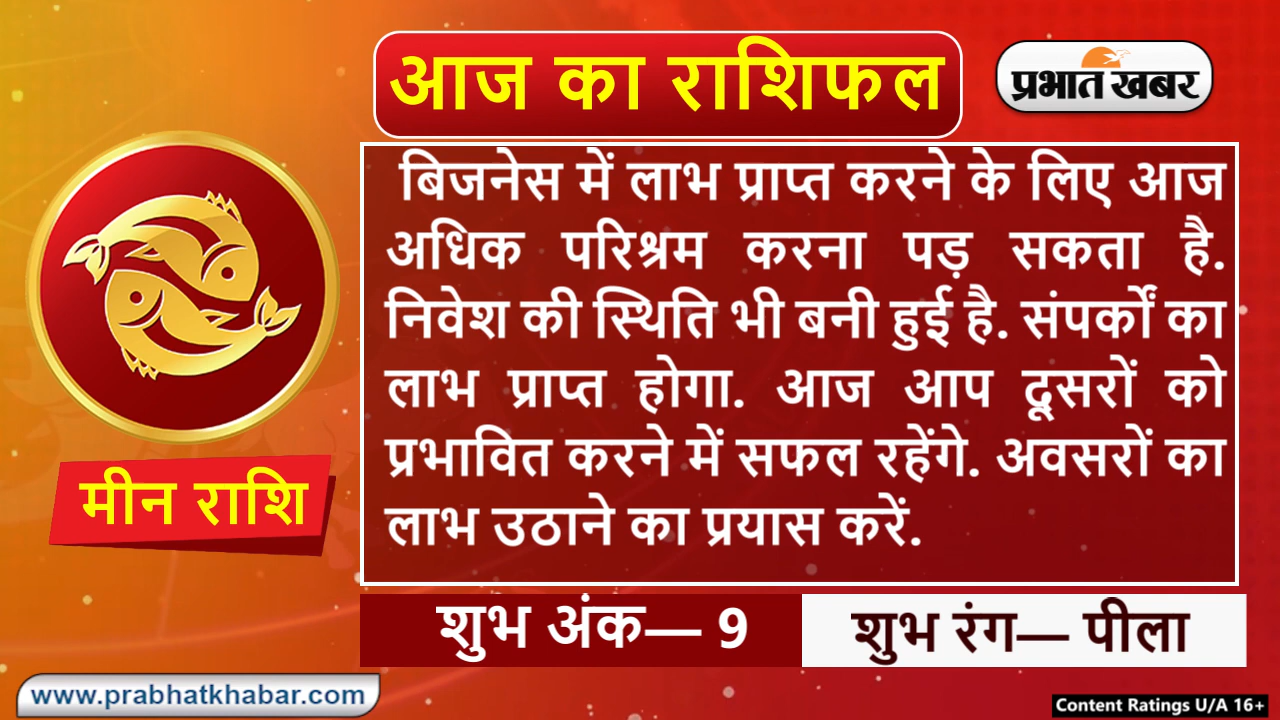 आज का राशिफल
प्रभात खबर
बिजनेस में लाभ प्राप्त करने के लिए आज
अधिक परिश्रम करना पड़ सकता है.
निवेश की स्थिति भी बनी हुई है. संपर्कों का
लाभ प्राप्त होगा. आज आप दूसरों को
प्रभावित करने में सफल रहेंगे. अवसरों का
लाभ उठाने का प्रयास करें.
मीन राशि
शुभ अंक— 9
शुभ रंग— पीला
www.prabhatkhabar.com
Content Ratings U/A 16+